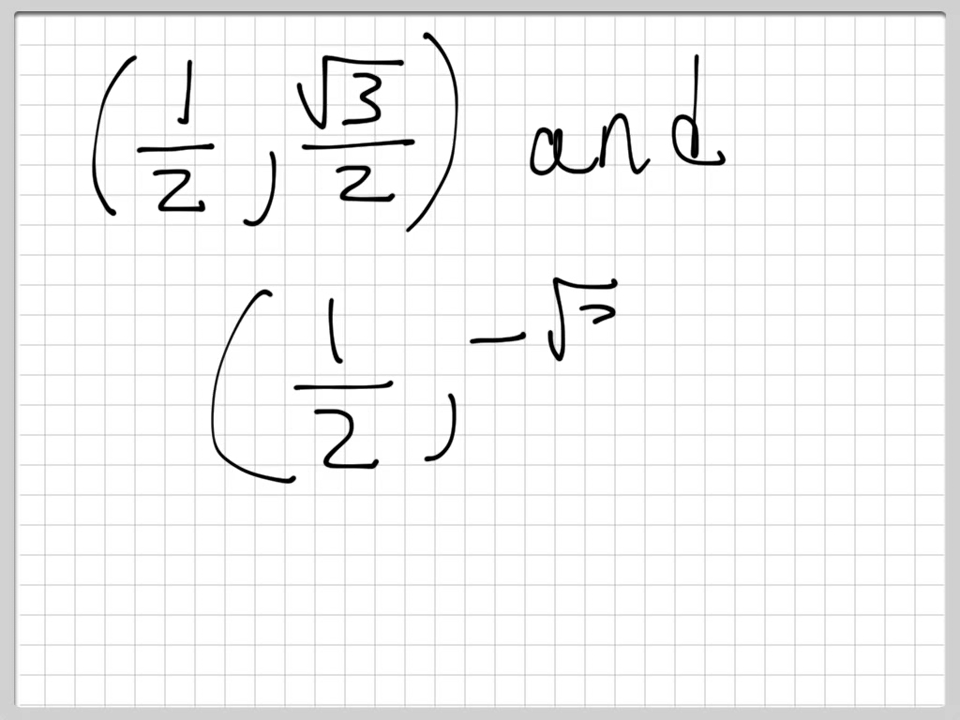 (1/2, √3/2) and
(1/2, -√